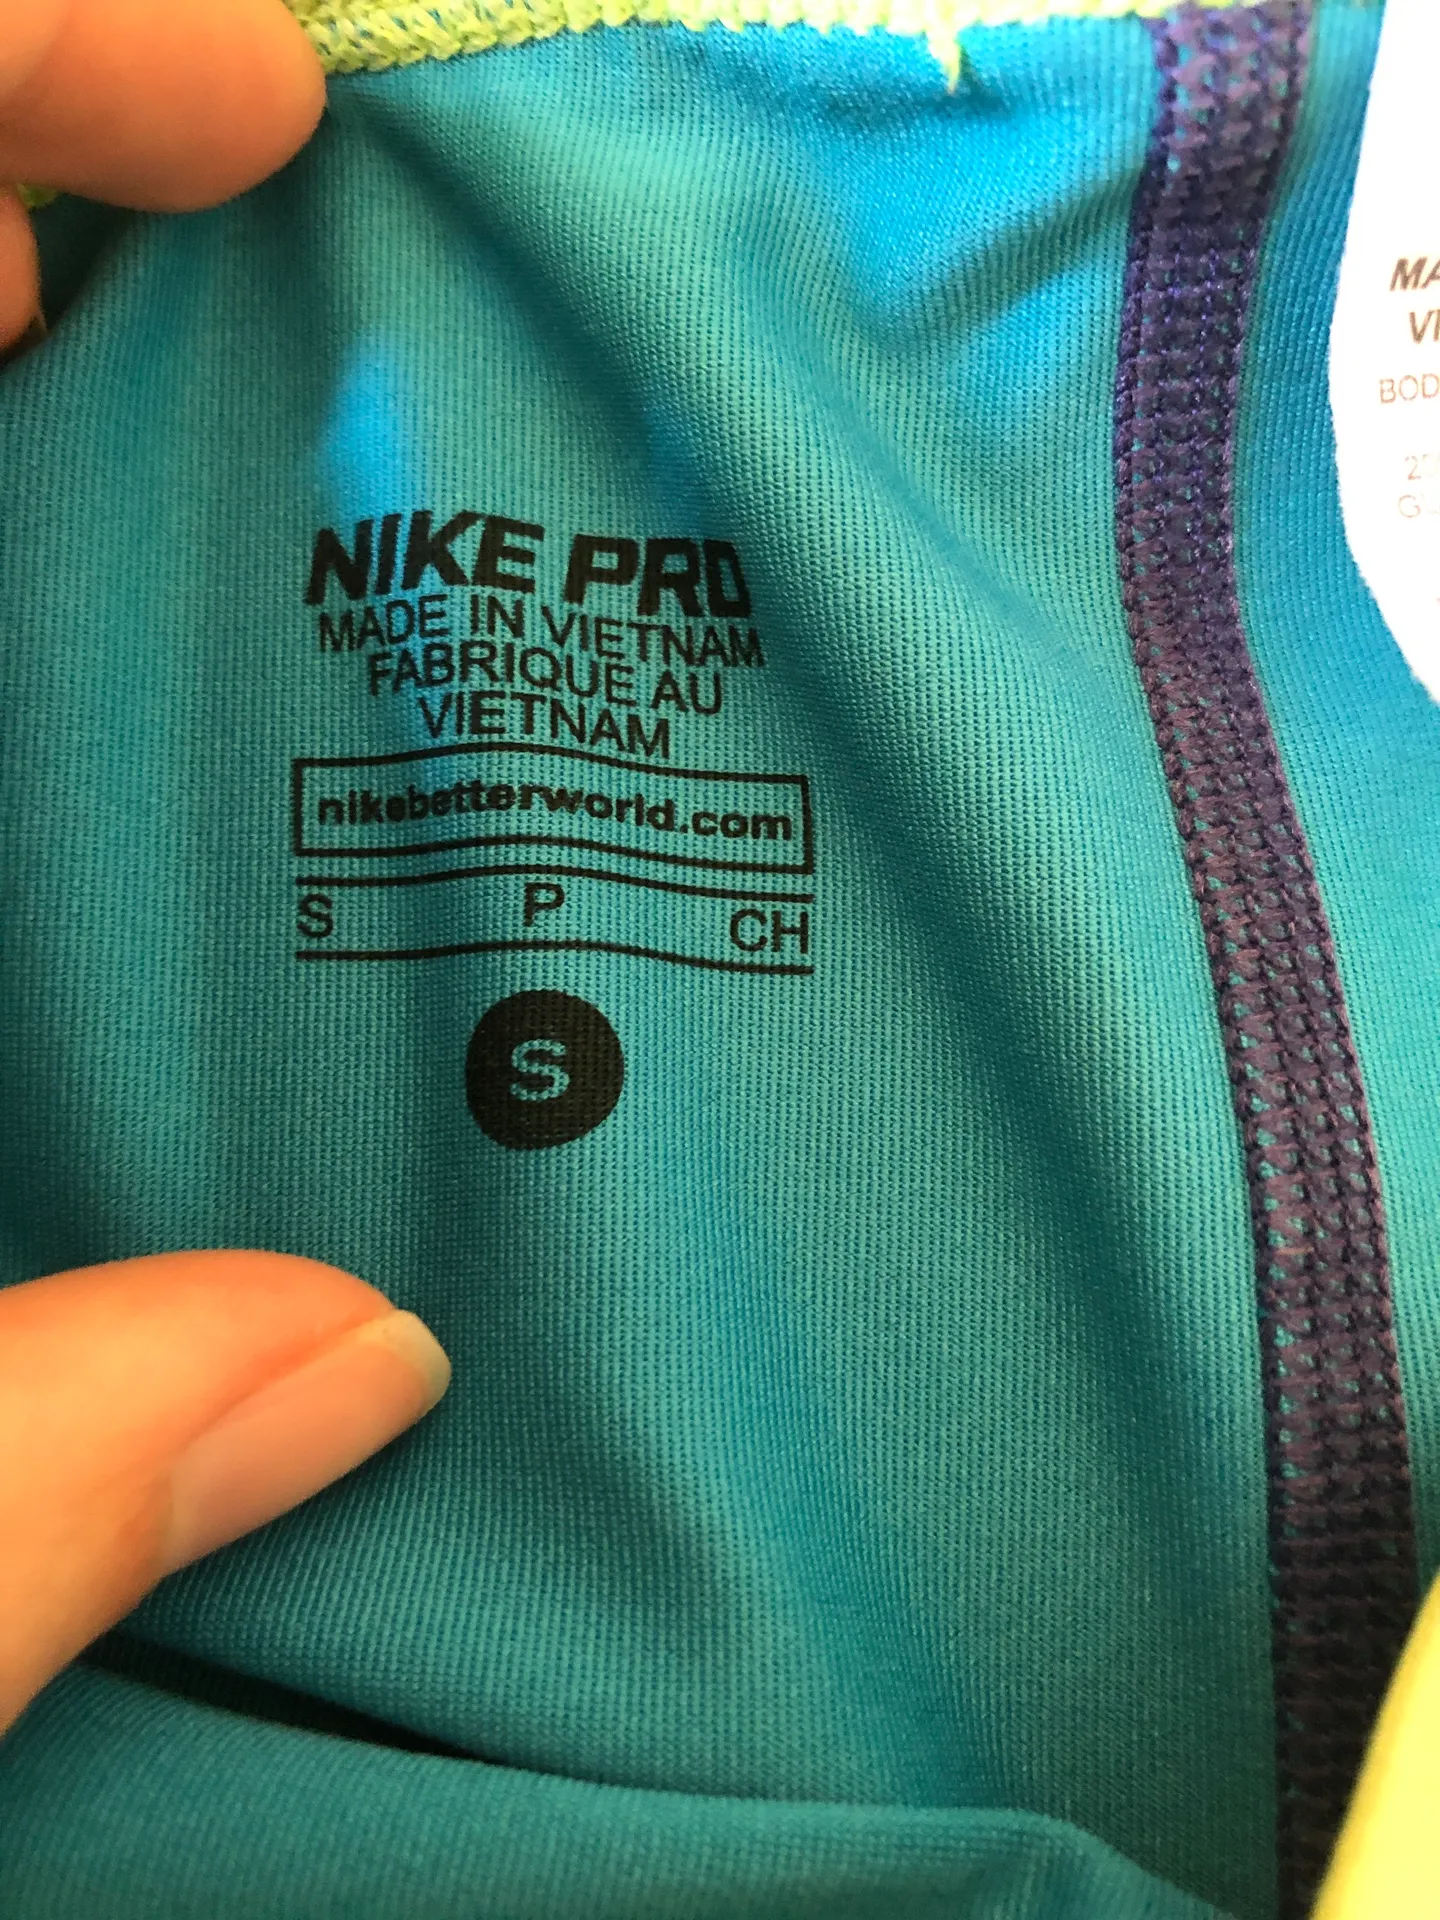 NIKE PRO
MADE IN VIETNAM
FABRIQUE AU
VIETNAM
nikebetterworld.com
S P CH
S